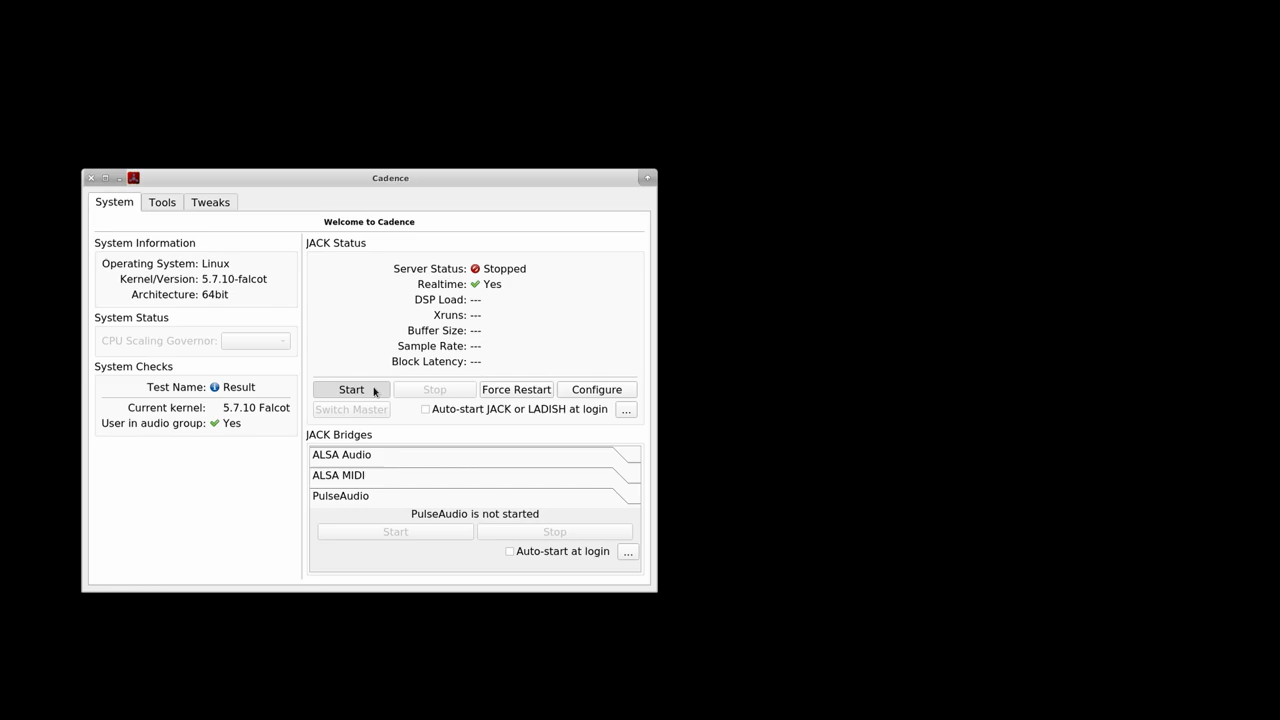 Cadence
System Tools Tweaks
Welcome to Cadence
System Information
Operating System: Linux
Kernel/Version: 5.7.10-falcot
Architecture: 64bit
System Status
CPU Scaling Governor:
System Checks
Test Name: Result
Current kernel: 5.7.10 Falcot
User in audio group: Yes
JACK Status
Server Status: Stopped
Realtime: Yes
DSP Load: ---
Xruns: ---
Buffer Size: ---
Sample Rate: ---
Block Latency: ---
Start Stop Force Restart Configure
Switch Master Auto-start JACK or LADISH at login ...
JACK Bridges
ALSA Audio
ALSA MIDI
PulseAudio
PulseAudio is not started
Start Stop
Auto-start at login ...